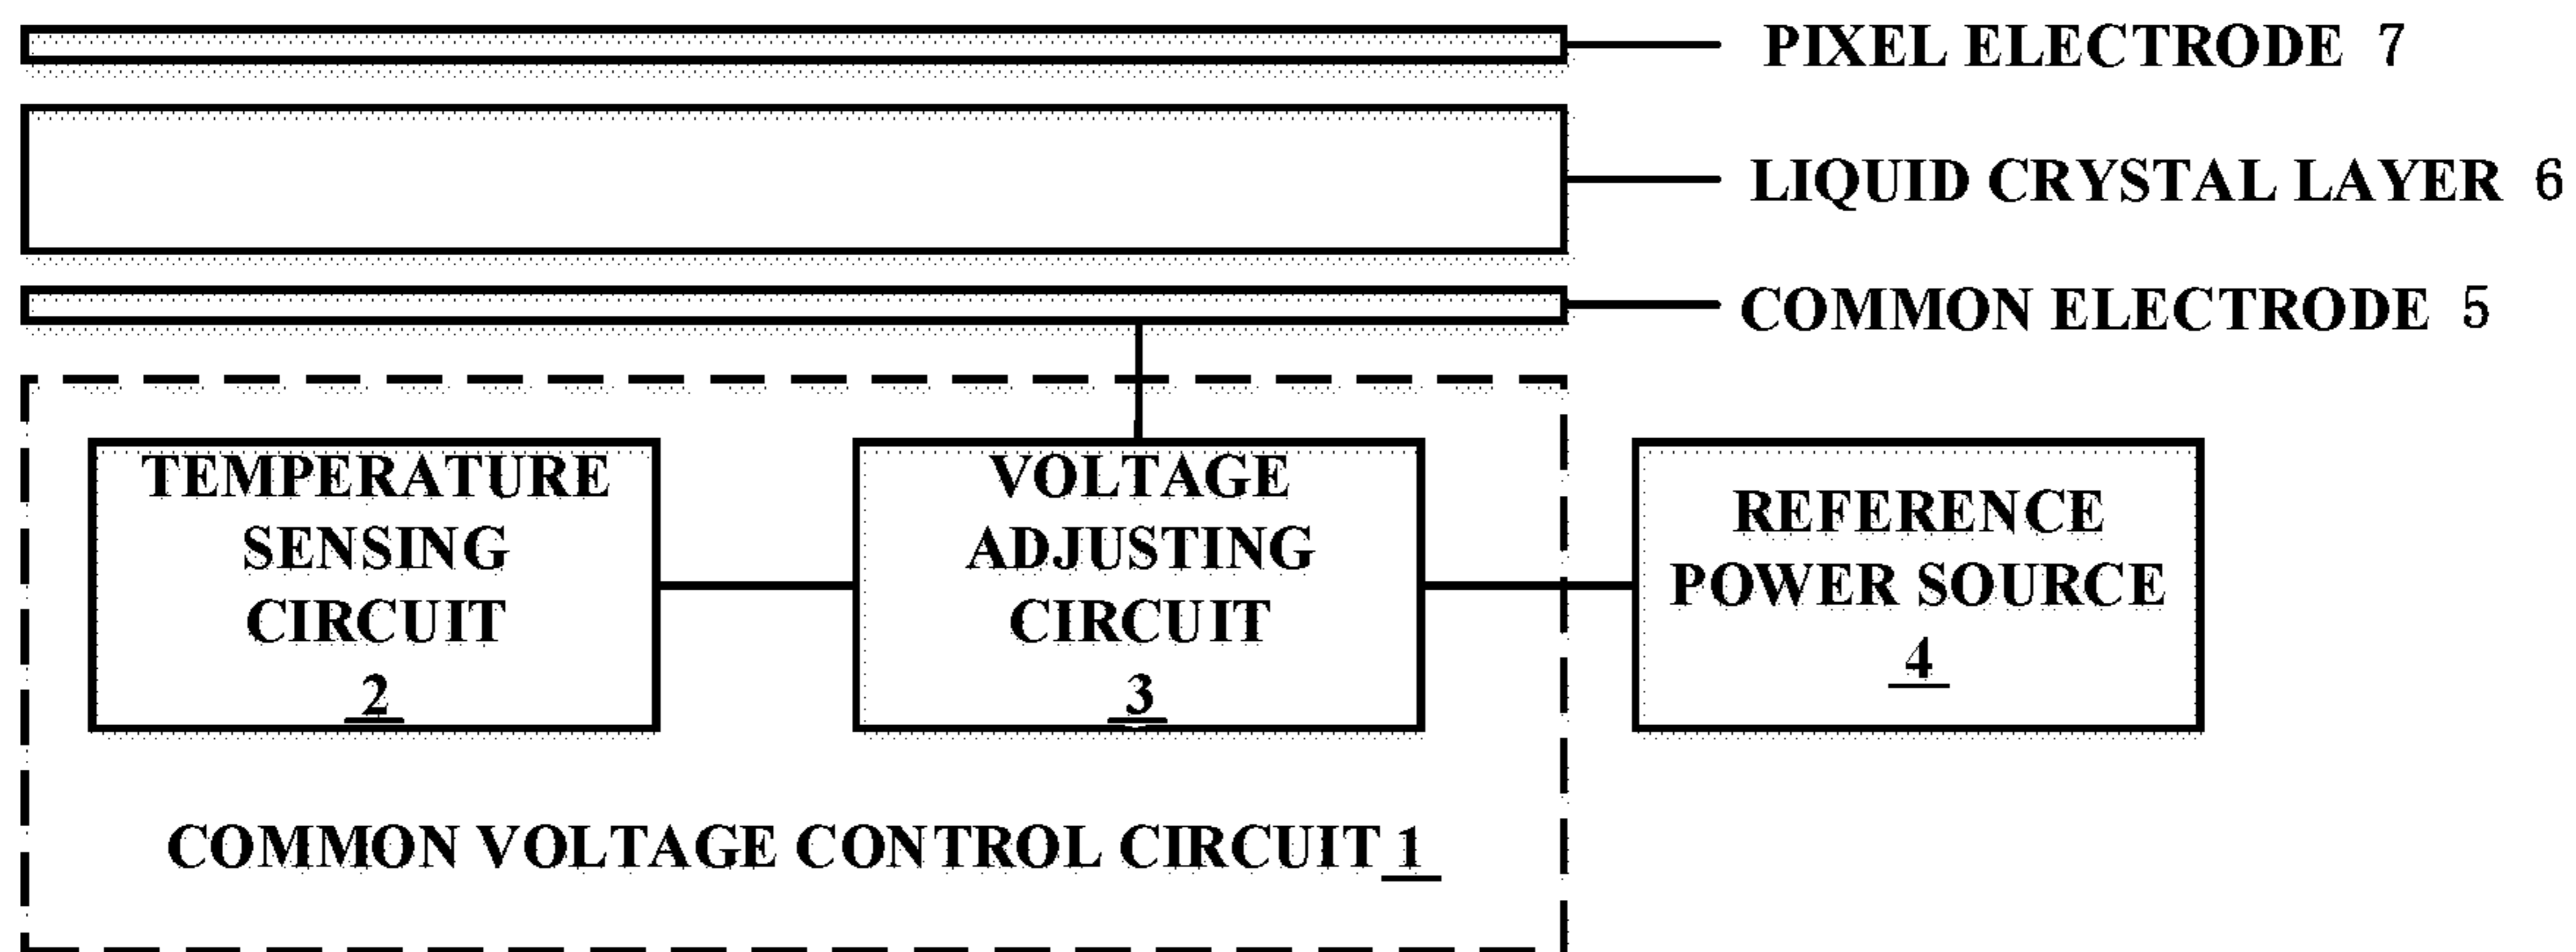 PIXEL ELECTRODE 7
LIQUID CRYSTAL LAYER 6
COMMON ELECTRODE 5
TEMPERATURE
SENSING
CIRCUIT
2
VOLTAGE
ADJUSTING
CIRCUIT
3
REFERENCE
POWER SOURCE
4
COMMON VOLTAGE CONTROL CIRCUIT 1